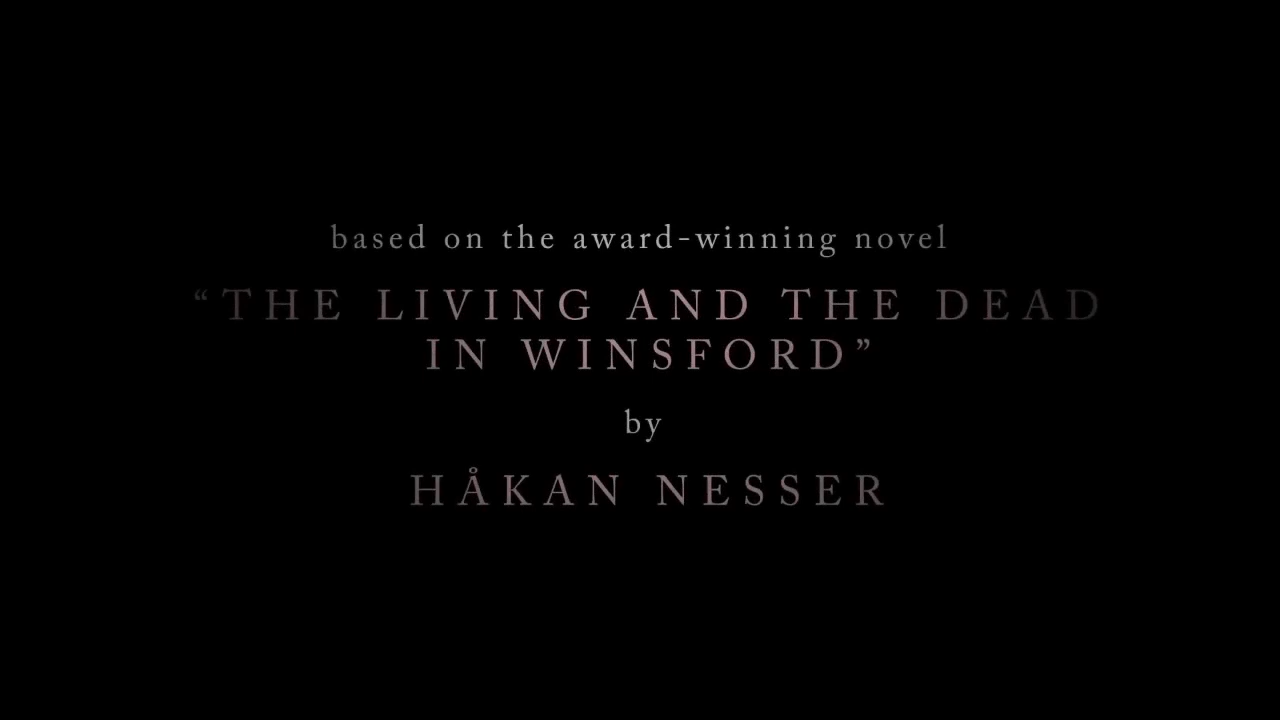 based on the award-winning novel
“THE LIVING AND THE DEAD
IN WINSFORD”
by
HÅKAN NESSER